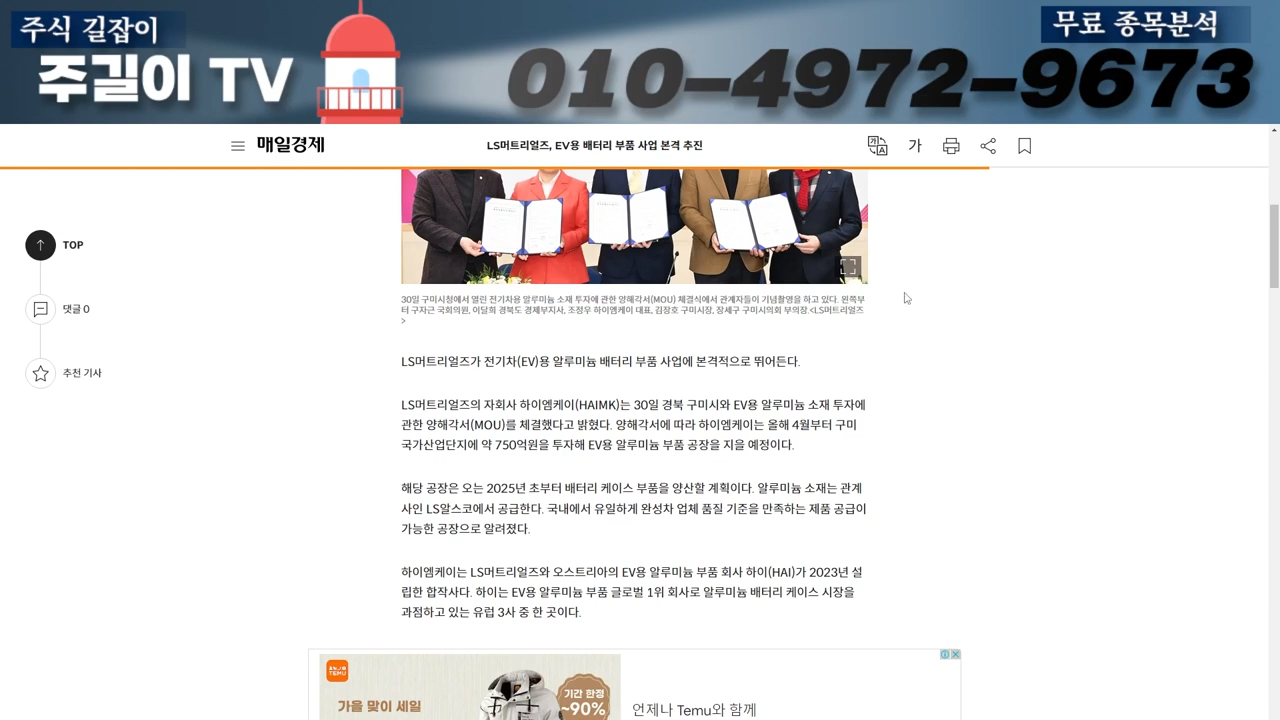 주식 길잡이
무료 종목분석
주길이 TV
010-4972-9673
매일경제
LS머트리얼즈, EV용 배터리 부품 사업 본격 추진
가
TOP
댓글 0
추천 기사
30일 구미시청에서 열린 전기차용 알루미늄 소재 투자에 관한 양해각서(MOU) 체결식에서 관계자들이 기념촬영을 하고 있다. 왼쪽부
터 구자근 국회의원, 이달희 경북도 경제부지사, 조정우 하이엠케이 대표, 김장호 구미시장, 장세구 구미시의회 부의장.<LS머트리얼즈
>
LS머트리얼즈가 전기차(EV)용 알루미늄 배터리 부품 사업에 본격적으로 뛰어든다.
LS머트리얼즈의 자회사 하이엠케이(HAIMK)는 30일 경북 구미시와 EV용 알루미늄 소재 투자에
관한 양해각서(MOU)를 체결했다고 밝혔다. 양해각서에 따라 하이엠케이는 올해 4월부터 구미
국가산업단지에 약 750억원을 투자해 EV용 알루미늄 부품 공장을 지을 예정이다.
해당 공장은 오는 2025년 초부터 배터리 케이스 부품을 양산할 계획이다. 알루미늄 소재는 관계
사인 LS알스코에서 공급한다. 국내에서 유일하게 완성차 업체 품질 기준을 만족하는 제품 공급이
가능한 공장으로 알려졌다.
하이엠케이는 LS머트리얼즈와 오스트리아의 EV용 알루미늄 부품 회사 하이(HAI)가 2023년 설
립한 합작사다. 하이는 EV용 알루미늄 부품 글로벌 1위 회사로 알루미늄 배터리 케이스 시장을
과점하고 있는 유럽 3사 중 한 곳이다.
TEMU
가을 맞이 세일
기간 한정
~90%
언제나 Temu와 함께